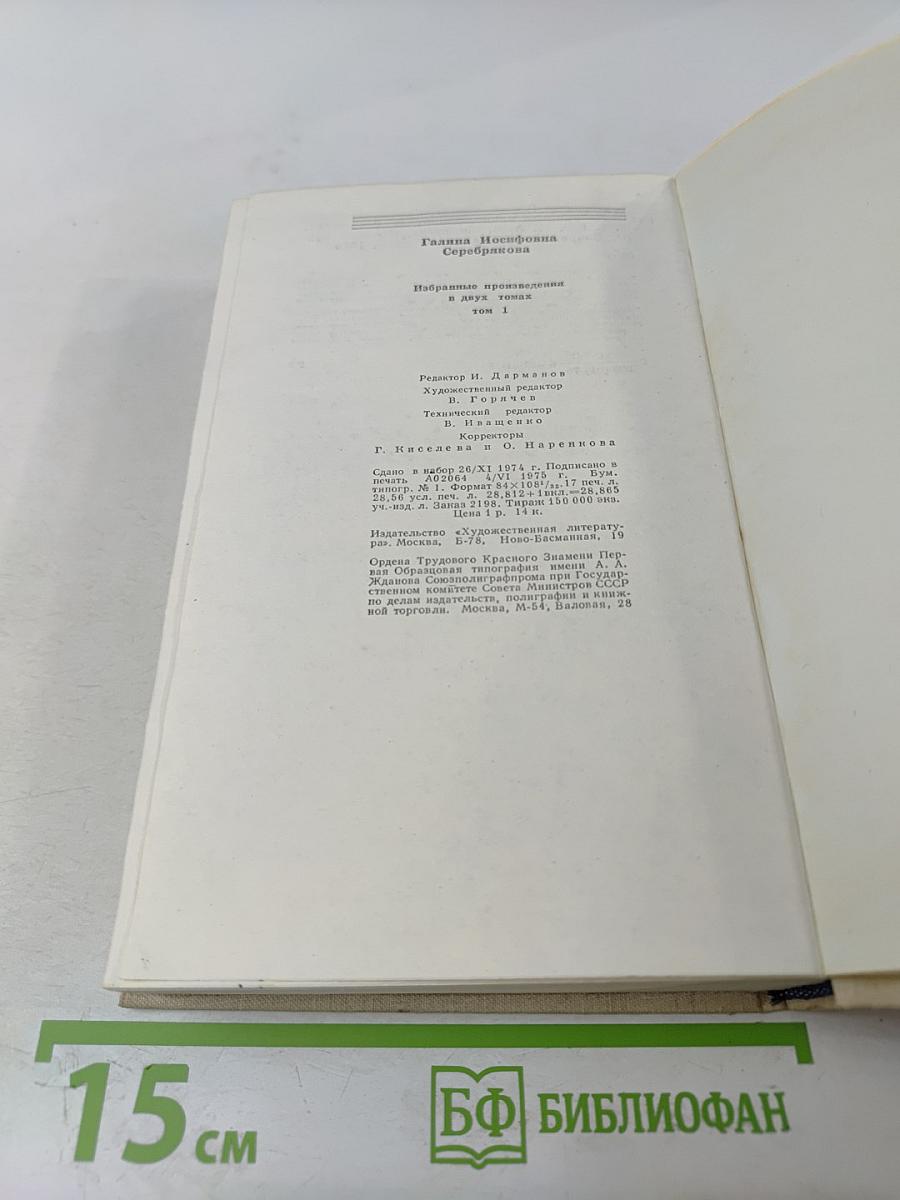 Галина Иосифовна
Серебрякова
Избранные произведения
в двух томах
том 1
Редактор И. Дарманов
Художественный редактор
В. Горячев
Технический редактор
В. Иващенко
Корректоры
Г. Киселева и О. Наренкова
Сдано в набор 26/XI 1974 г. Подписано в
печать А02064 4/VI 1975 г. Бум.
типогр. № 1. Формат 84×108¹/₃₂. 17 печ. л.
28,56 усл. печ. л. 28,812+1вкл.=28,865
уч.-изд. л. Заказ 2198. Тираж 150 000 экз.
Цена 1 р. 14 к.
Издательство «Художественная литерату-
ра». Москва, Б-78, Ново-Басманная, 19
Ордена Трудового Красного Знамени Пер-
вая Образцовая типография имени А. А.
Жданова Союзполиграфпрома при Государ-
ственном комитете Совета Министров СССР
по делам издательств, полиграфии и книж-
ной торговли. Москва, М-54, Валовая, 28
15 см
БФ БИБЛИОФАН